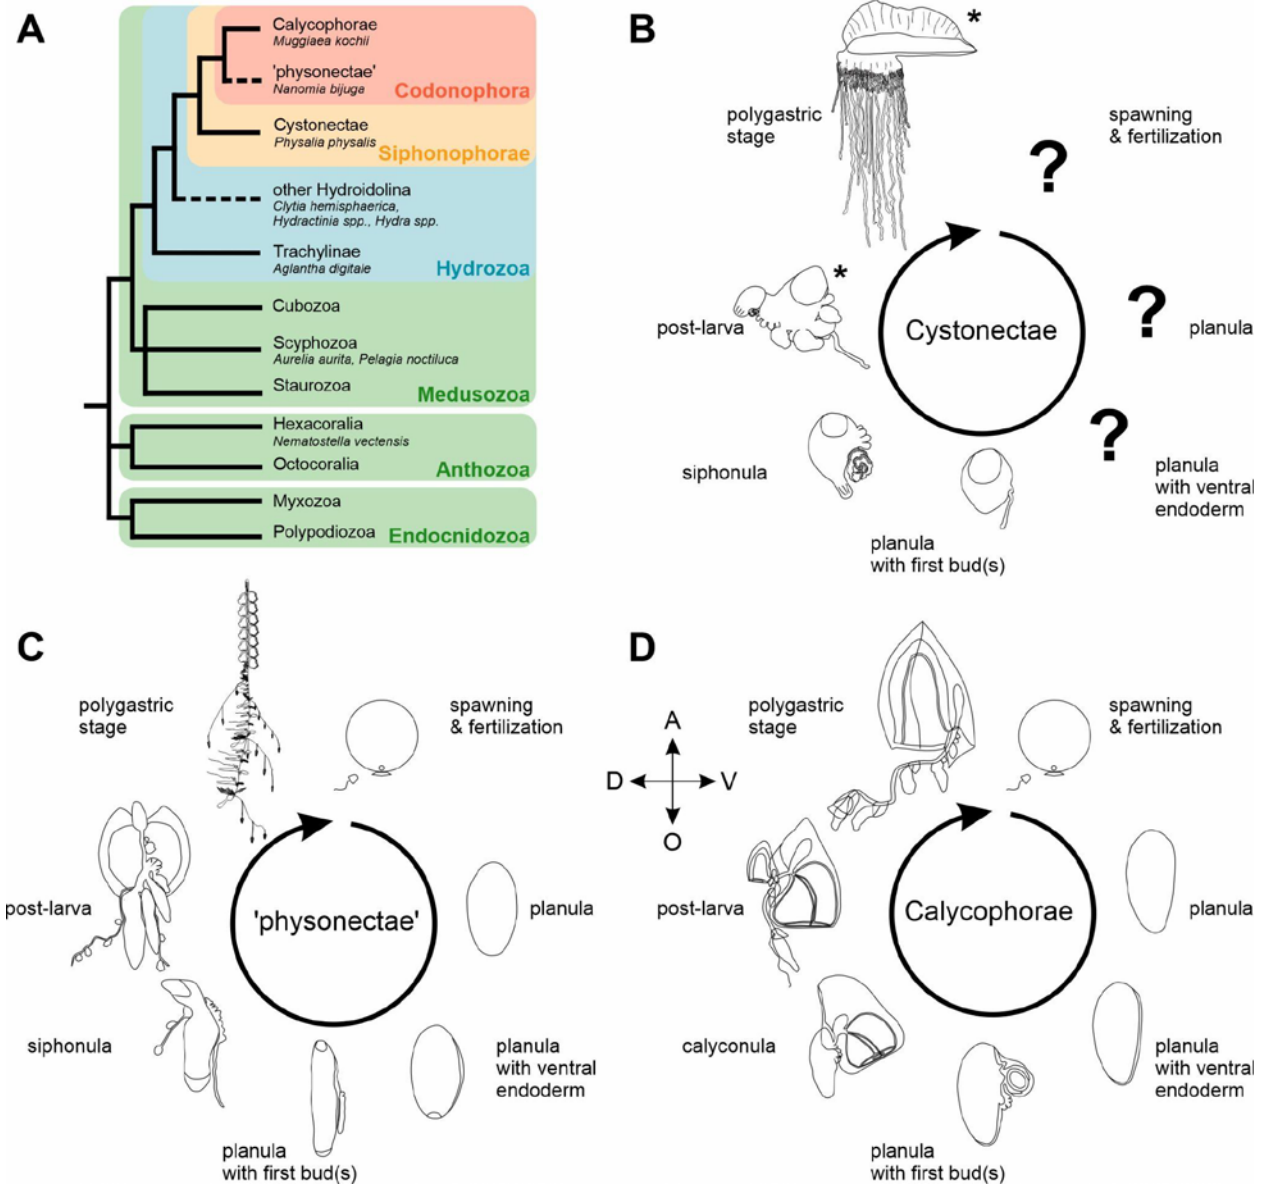 A
Calycophorae
Muggiaea kochii
'physonectae'
Nanomia bijuga
Codonophora
Cystonectae
Physalia physalis
Siphonophorae
other Hydroidolina
Clytia hemisphaerica,
Hydractinia spp., Hydra spp.
Trachylinae
Aglantha digitale
Hydrozoa
Cubozoa
Scyphozoa
Aurelia aurita, Pelagia noctiluca
Staurozoa
Medusozoa
Hexacoralia
Nematostella vectensis
Octocoralia
Anthozoa
Myxozoa
Polypodiozoa
Endocnidozoa
B
*
polygastric
stage
spawning
& fertilization
?
*
post-larva
Cystonectae
?
planula
siphonula
?
planula
with ventral
endoderm
planula
with first bud(s)
C
polygastric
stage
spawning
& fertilization
post-larva
'physonectae'
planula
siphonula
planula
with ventral
endoderm
planula
with first bud(s)
D
A
D
V
O
polygastric
stage
spawning
& fertilization
post-larva
Calycophorae
planula
calyconula
planula
with ventral
endoderm
planula
with first bud(s)